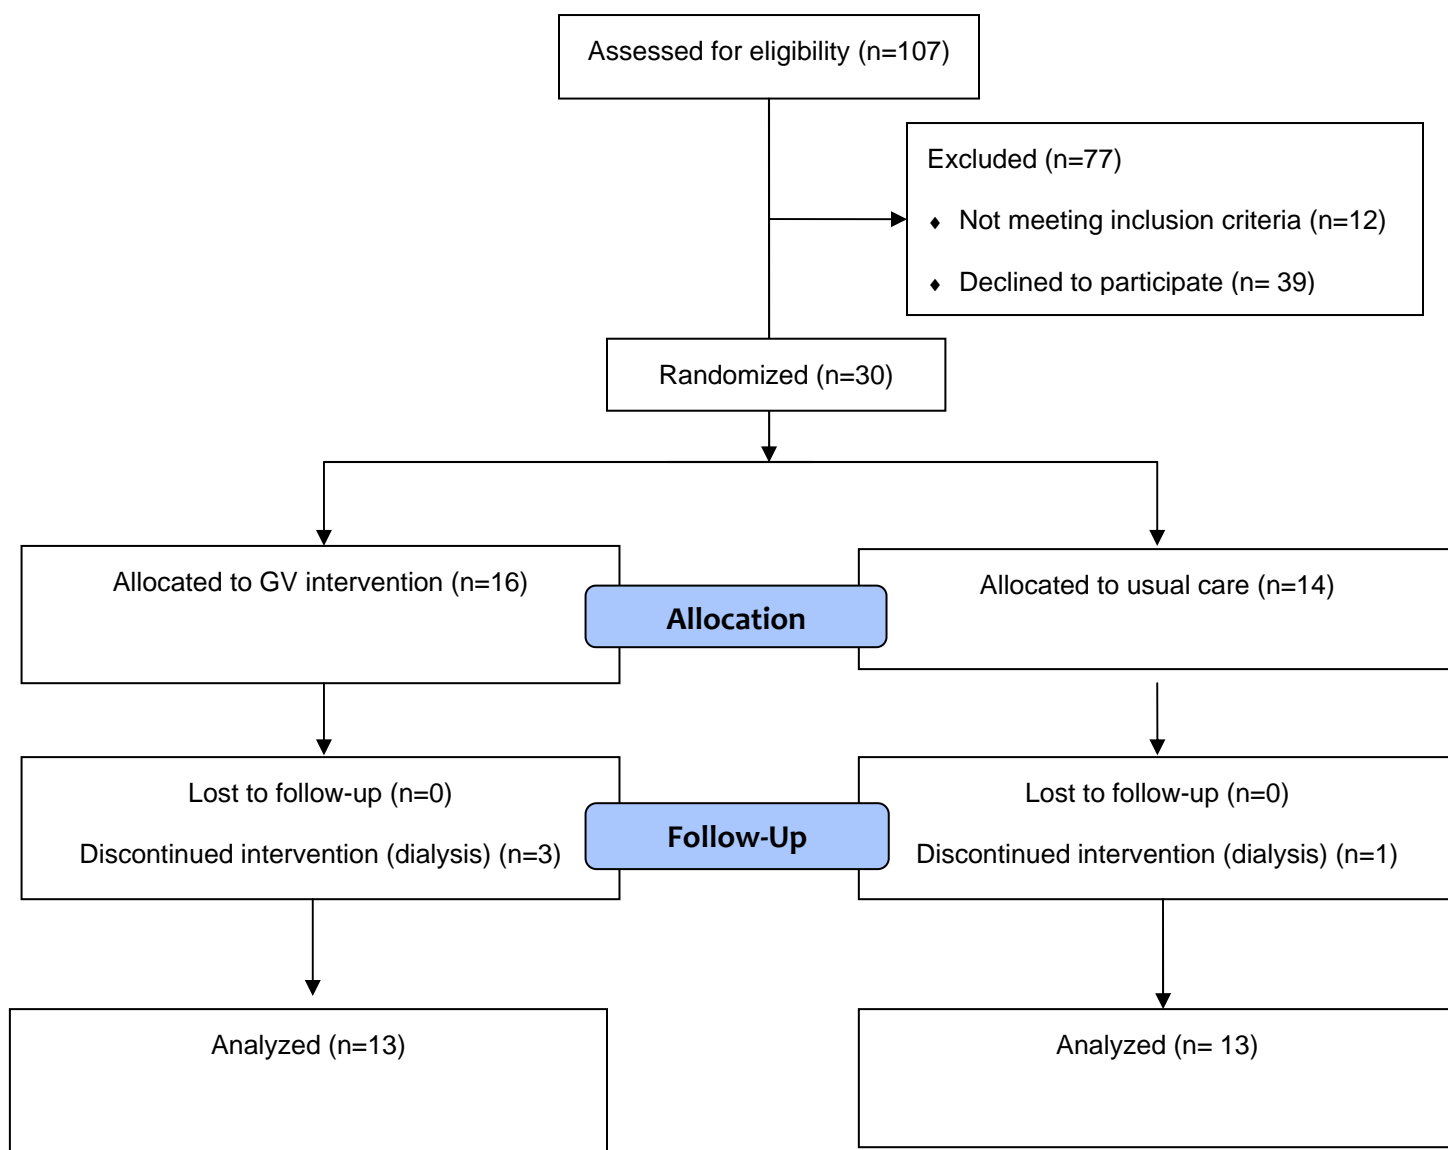 Assessed for eligibility (n=107)
Excluded (n=77)
♦ Not meeting inclusion criteria (n=12)
♦ Declined to participate (n= 39)
Randomized (n=30)
Allocated to GV intervention (n=16)
Allocated to usual care (n=14)
Allocation
Lost to follow-up (n=0)
Discontinued intervention (dialysis) (n=3)
Lost to follow-up (n=0)
Discontinued intervention (dialysis) (n=1)
Follow-Up
Analyzed (n=13)
Analyzed (n= 13)